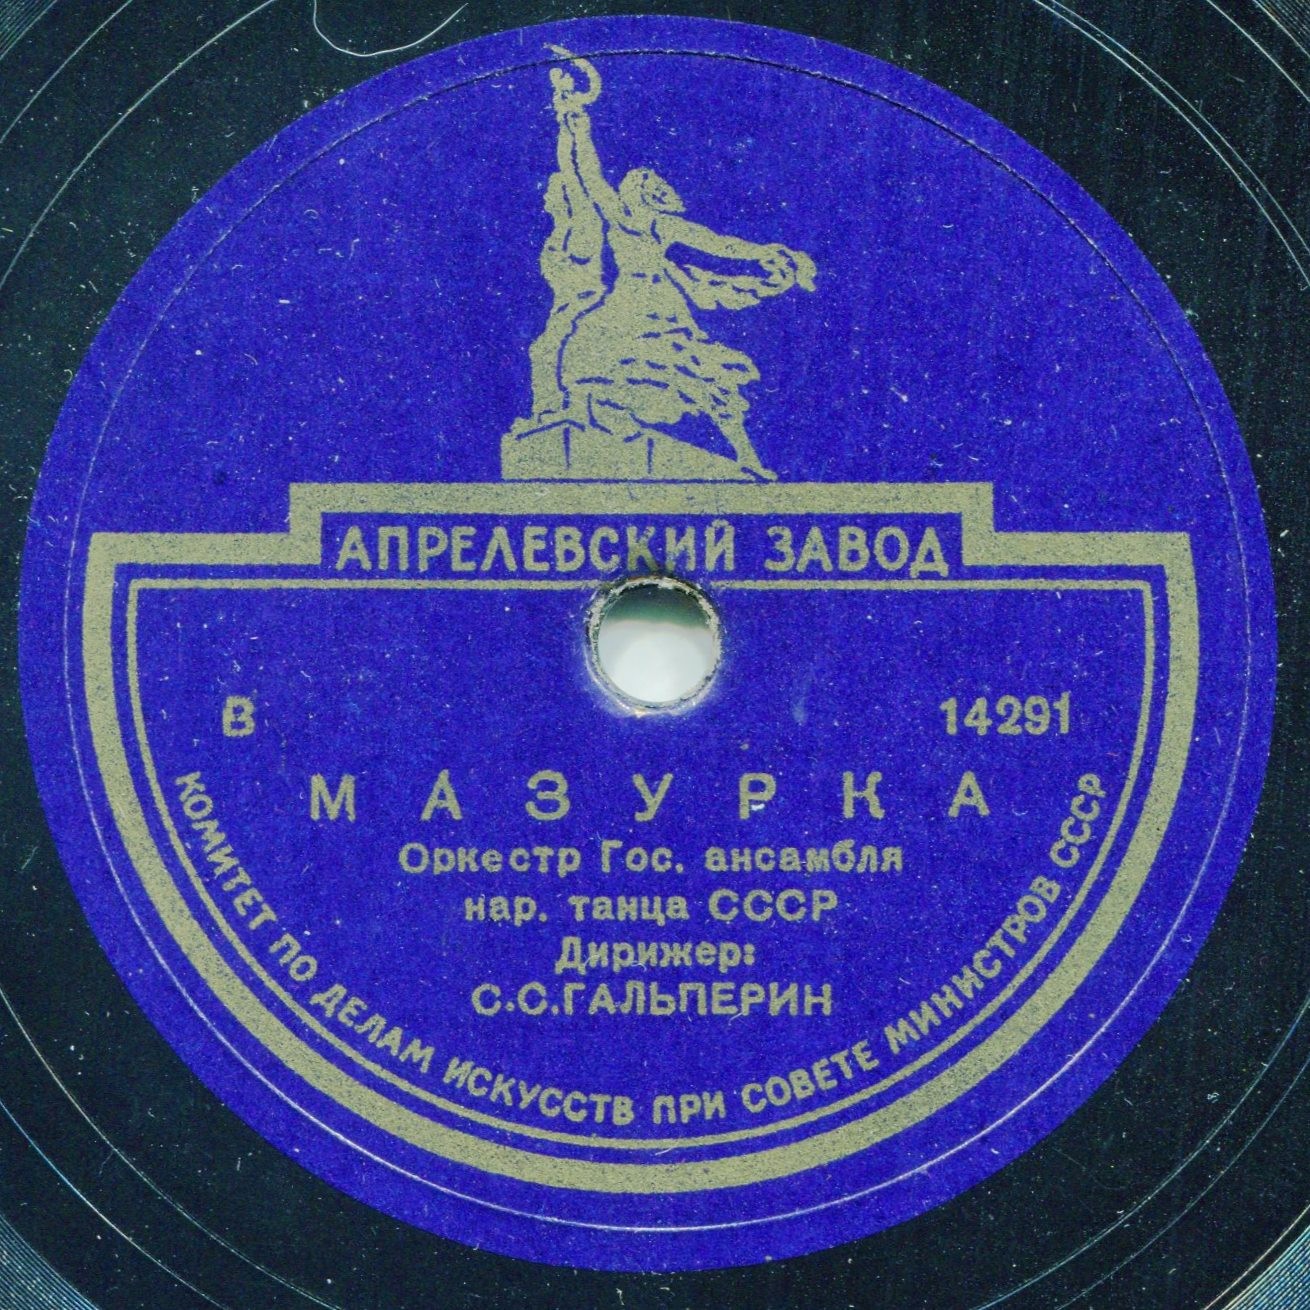 АПРЕЛЕВСКИЙ ЗАВОД
В 14291
МАЗУРКА
Оркестр Гос. ансамбля
нар. танца СССР
Дирижер:
С.С.ГАЛЬПЕРИН
КОМИТЕТ ПО ДЕЛАМ ИСКУССТВ ПРИ СОВЕТЕ МИНИСТРОВ СССР